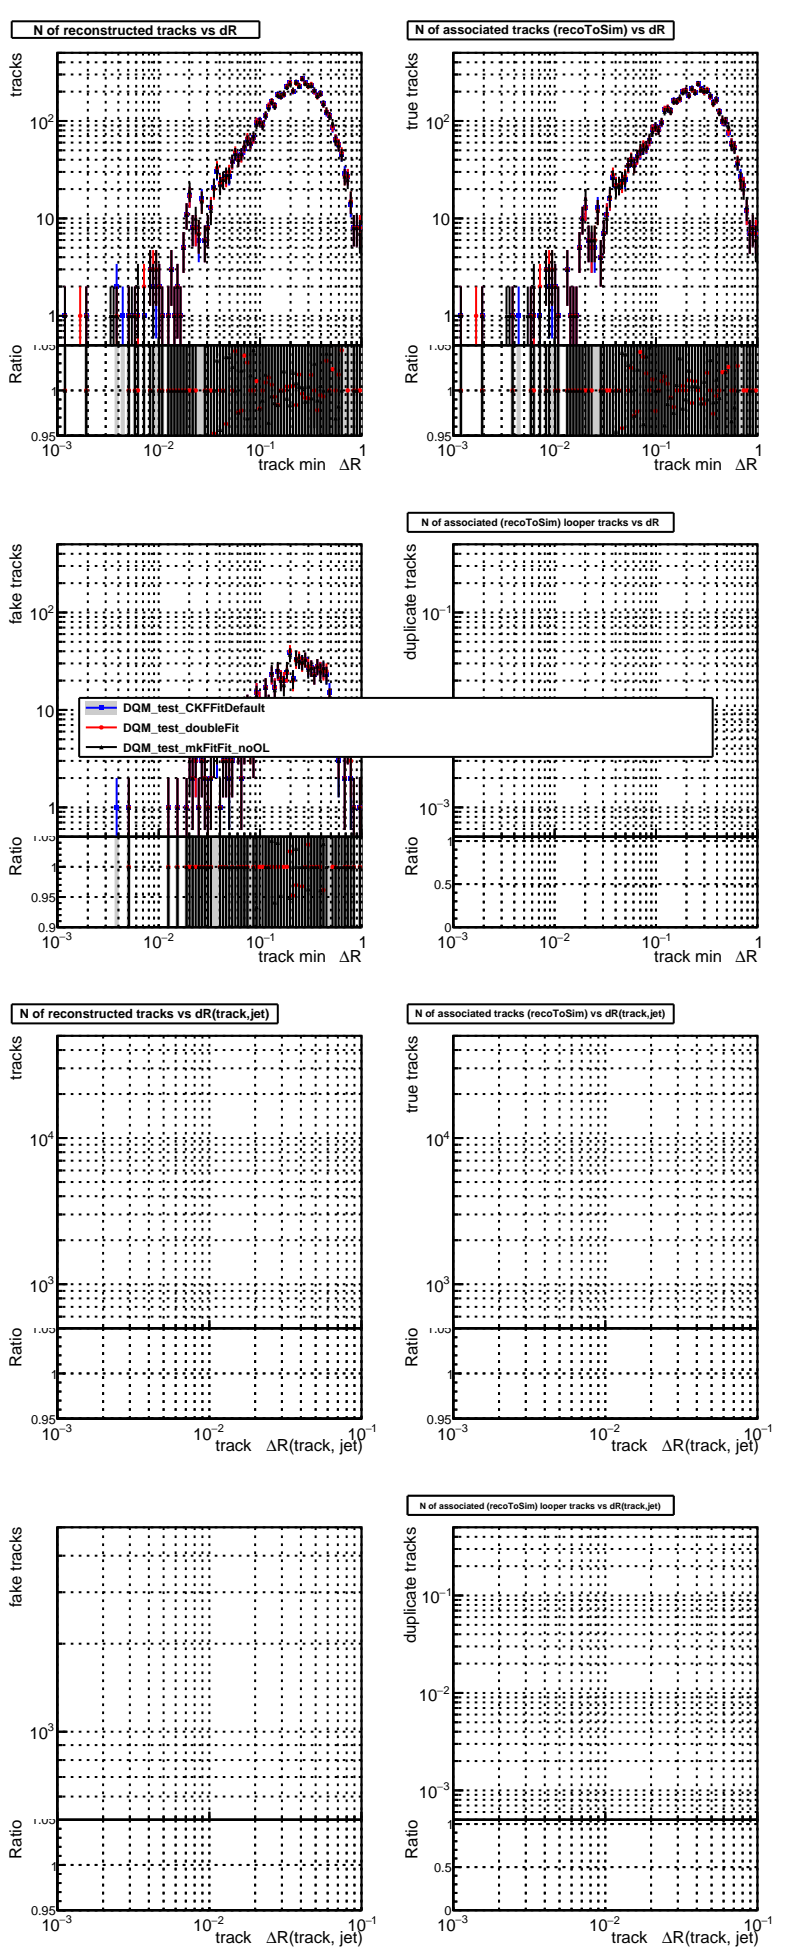 N of reconstructed tracks vs dR
N of associated tracks (recoToSim) vs dR
tracks
10²
10
1
Ratio
1.05
1
0.95
10⁻³
10⁻²
10⁻¹
1
track min ΔR
true tracks
10²
10
1
Ratio
1.05
1
0.95
10⁻³
10⁻²
10⁻¹
1
track min ΔR
N of associated (recoToSim) looper tracks vs dR
fake tracks
10²
10
1
Ratio
1.05
1
0.95
0.9
10⁻³
10⁻²
10⁻¹
1
track min ΔR
duplicate tracks
10⁻¹
10⁻³
Ratio
1
0.5
0
10⁻³
10⁻²
10⁻¹
1
track min ΔR
DQM_test_CKFFitDefault
DQM_test_doubleFit
DQM_test_mkFitFit_noOL
N of reconstructed tracks vs dR(track,jet)
N of associated tracks (recoToSim) vs dR(track,jet)
tracks
10⁴
10³
Ratio
1.05
1
0.95
10⁻³
10⁻²
10⁻¹
track ΔR(track, jet)
true tracks
10⁴
10³
Ratio
1.05
1
0.95
10⁻³
10⁻²
10⁻¹
track ΔR(track, jet)
N of associated (recoToSim) looper tracks vs dR(track,jet)
fake tracks
10³
Ratio
1.05
1
0.95
10⁻³
10⁻²
10⁻¹
track ΔR(track, jet)
duplicate tracks
10⁻¹
10⁻²
10⁻³
Ratio
1
0.5
0
10⁻³
10⁻²
10⁻¹
track ΔR(track, jet)